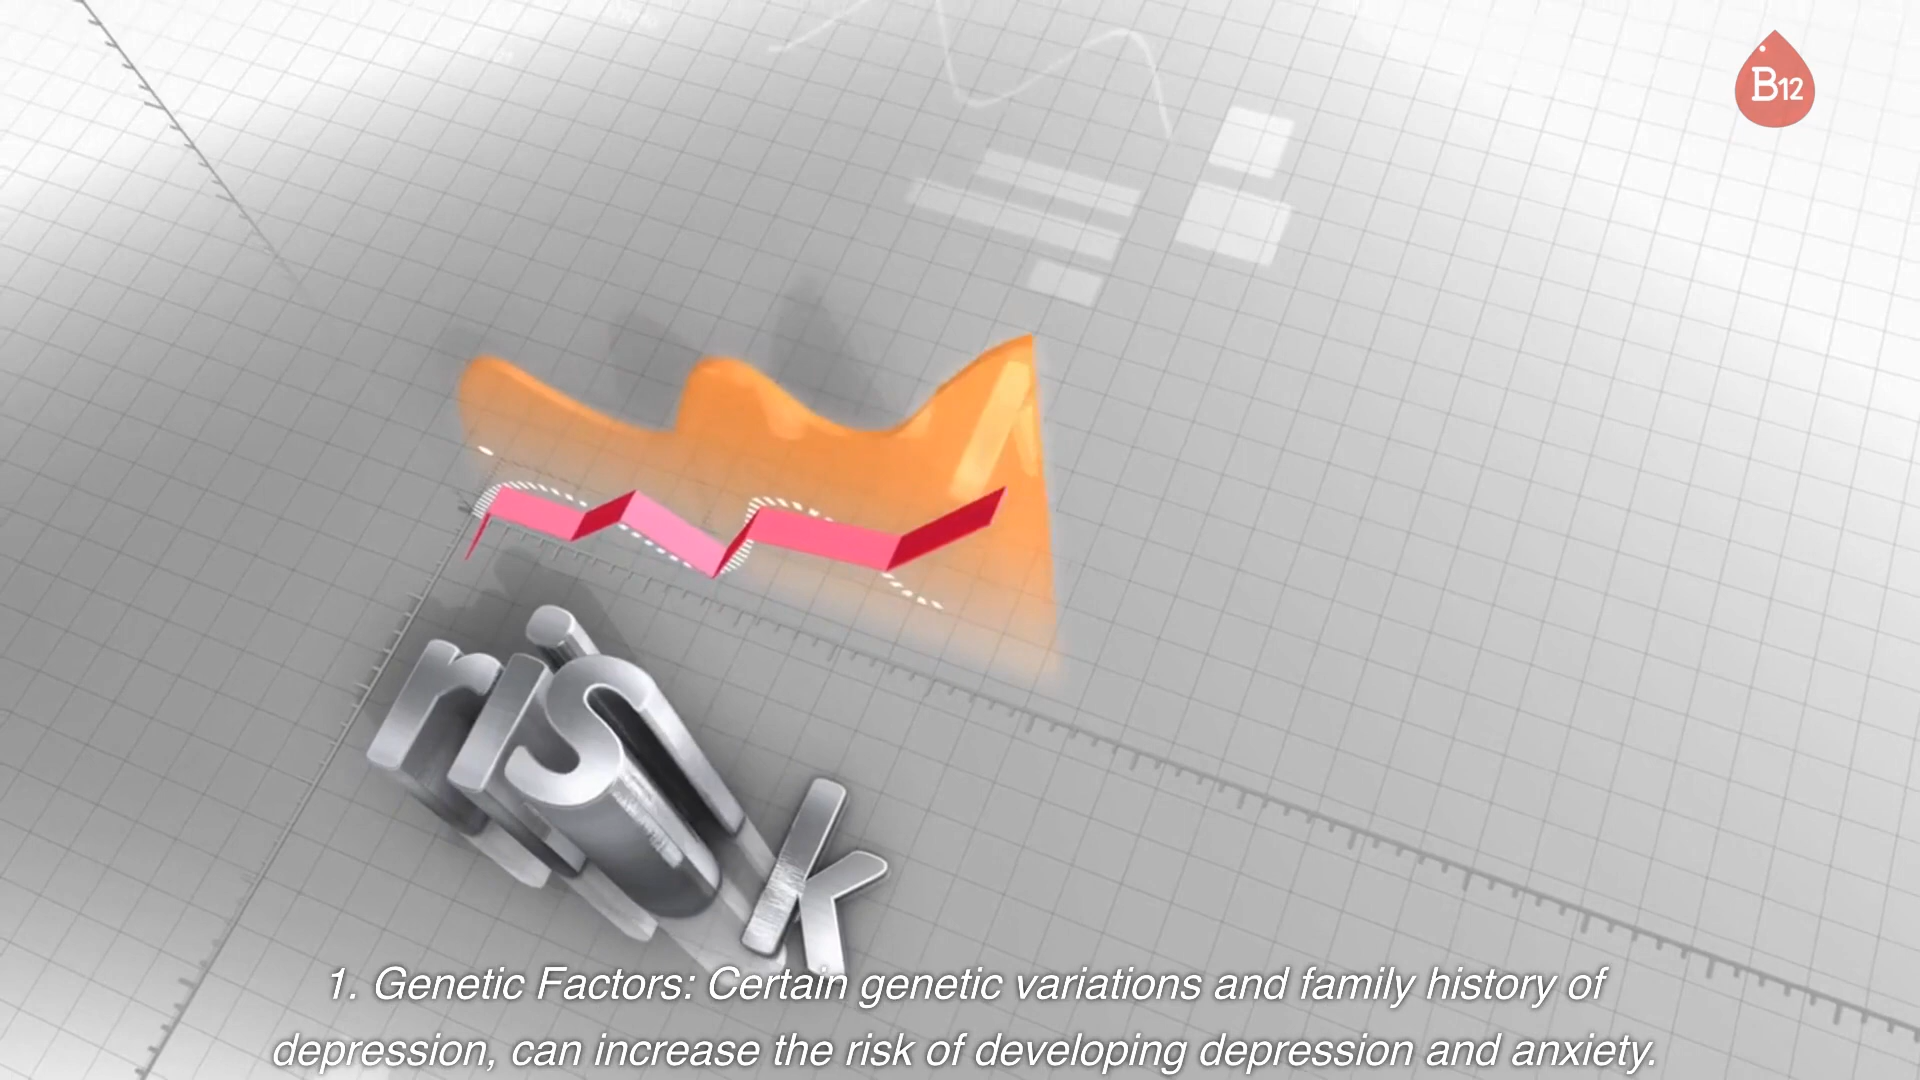 B12
risk
1. Genetic Factors: Certain genetic variations and family history of
depression, can increase the risk of developing depression and anxiety.